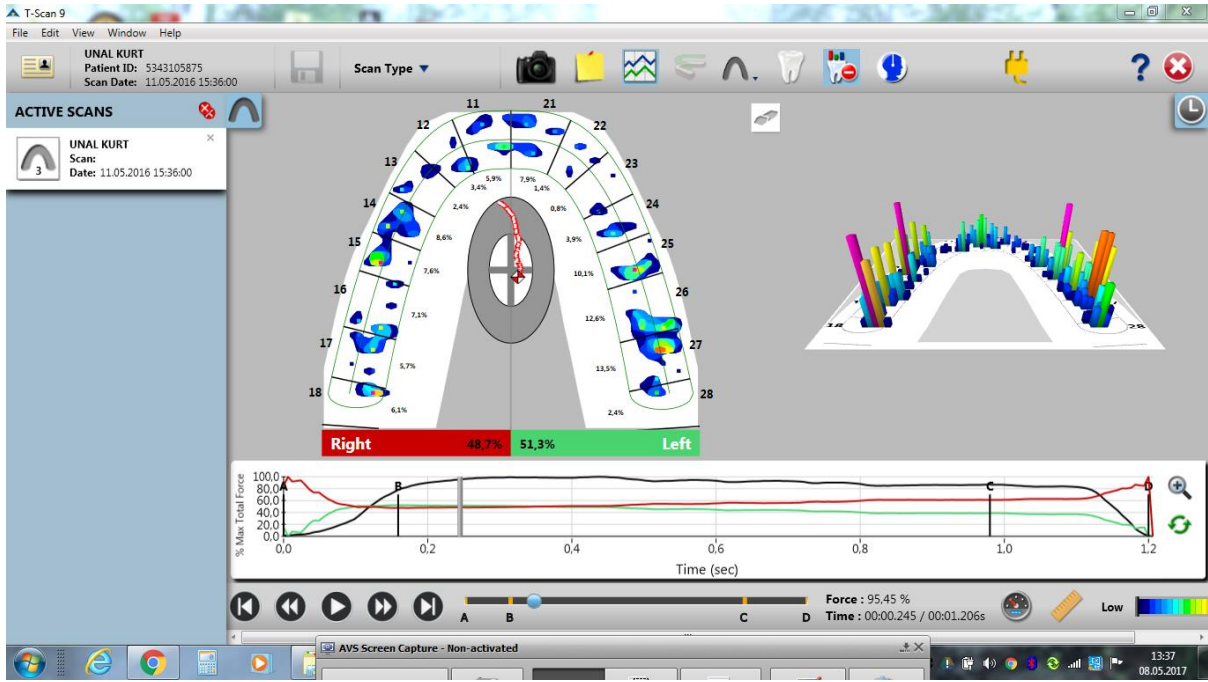 T-Scan 9
File Edit View Window Help
UNAL KURT
Patient ID: 5343105875
Scan Date: 11.05.2016 15:36:00
Scan Type
ACTIVE SCANS
UNAL KURT
Scan:
Date: 11.05.2016 15:36:00
3
11 21
12 22
13 23
14 24
15 25
16 26
17 27
18 28
5,9% 7,9%
3,4% 1,4%
2,4% 0,8%
8,6% 3,9%
7,6% 10,1%
7,1% 12,6%
5,7% 13,5%
6,1% 2,4%
Right 48,7% 51,3% Left
18 28
% Max Total Force
100,0
80,0
60,0
40,0
20,0
0,0
A B C D
0,0 0,2 0,4 0,6 0,8 1,0 1,2
Time (sec)
A B C D
Force : 95,45 %
Time : 00:00.245 / 00:01.206s
Low
AVS Screen Capture - Non-activated
13:37
08.05.2017